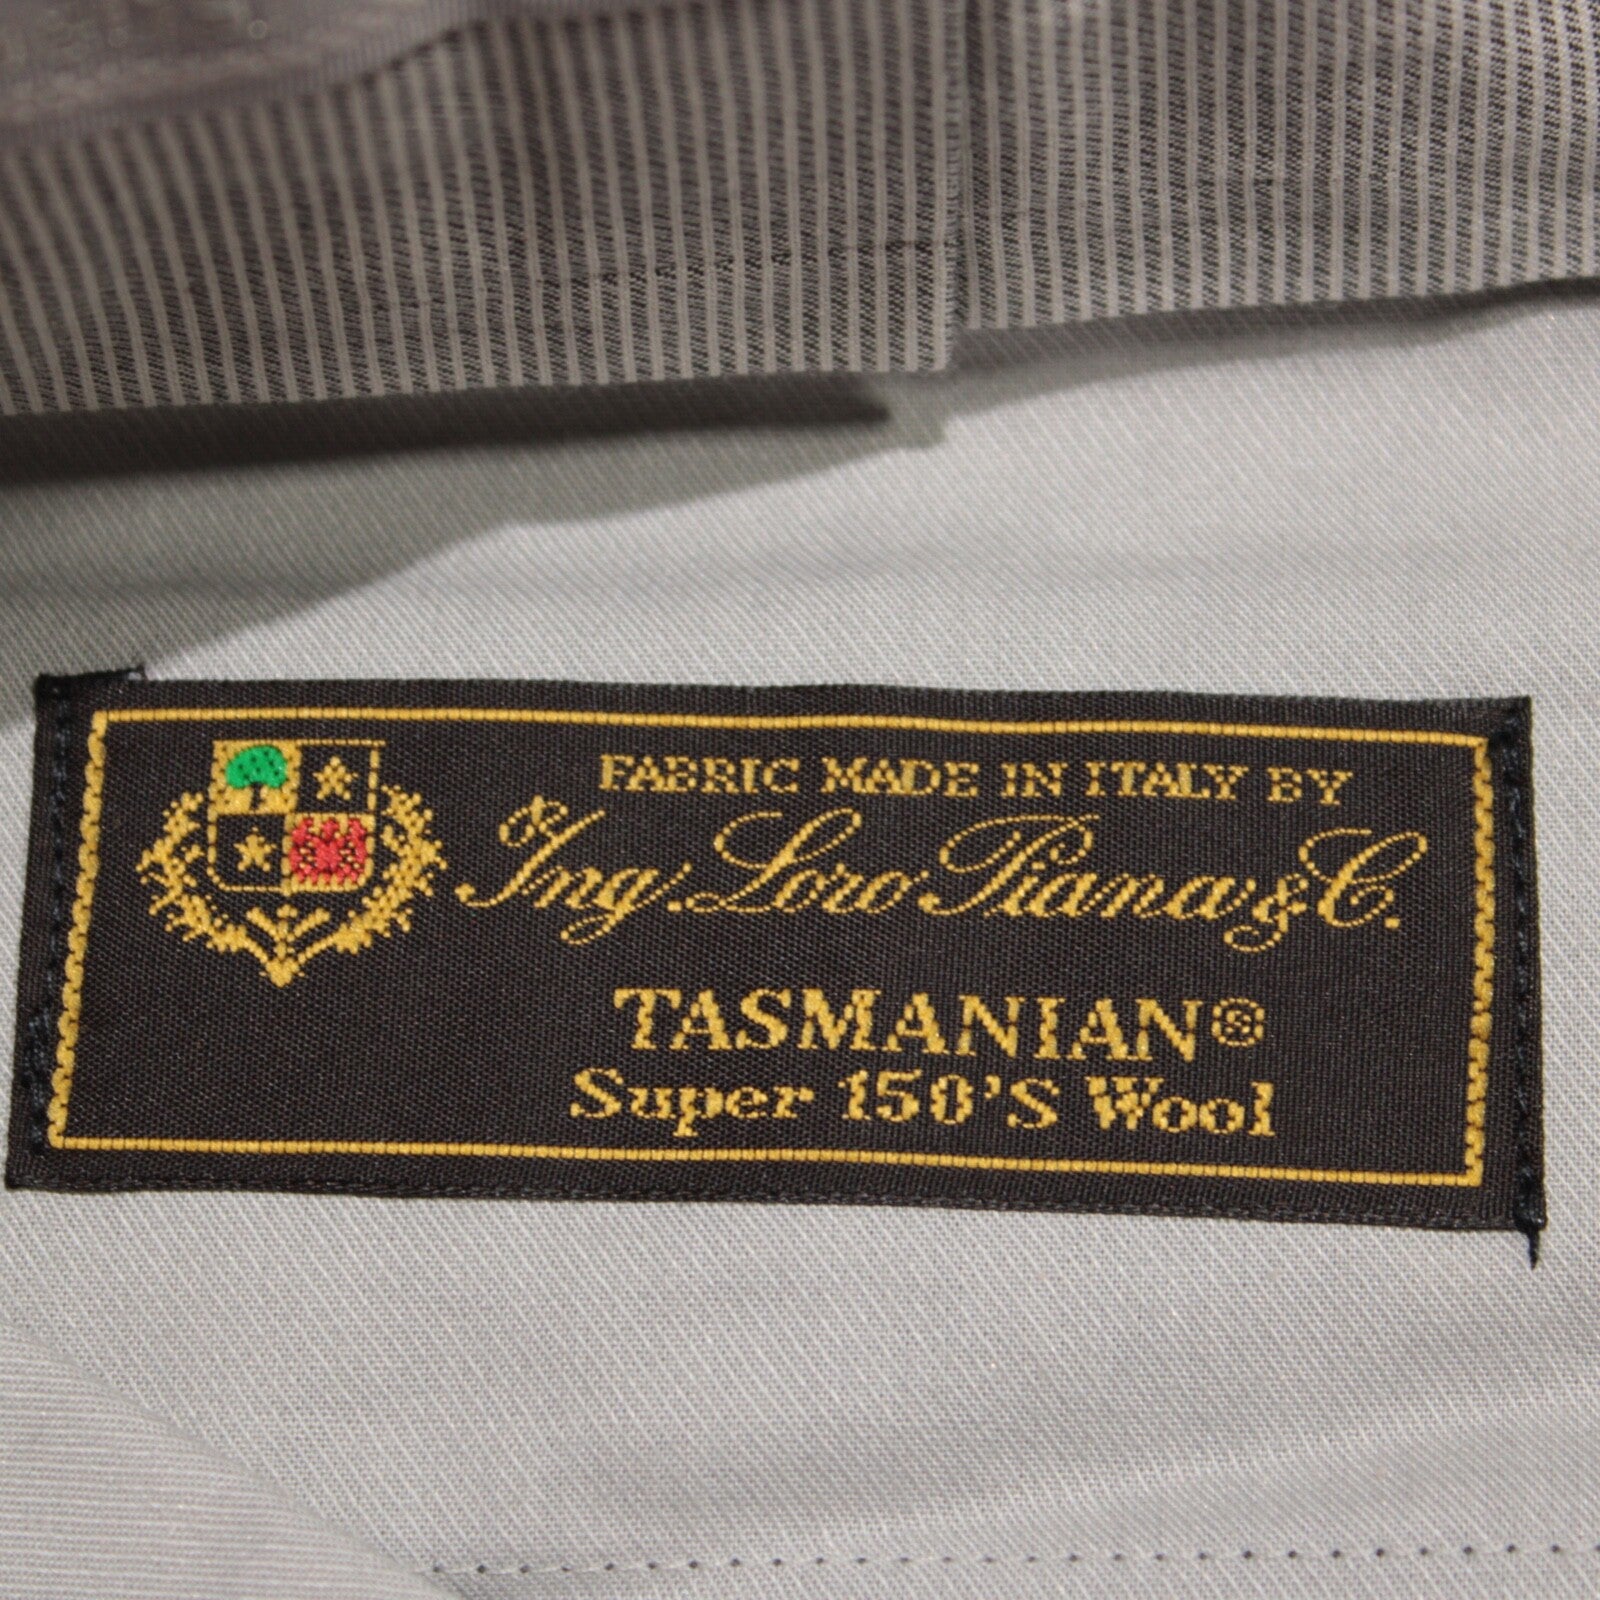 FABRIC MADE IN ITALY BY
Ing. Loro Piana & C.
TASMANIAN®
Super 150'S Wool